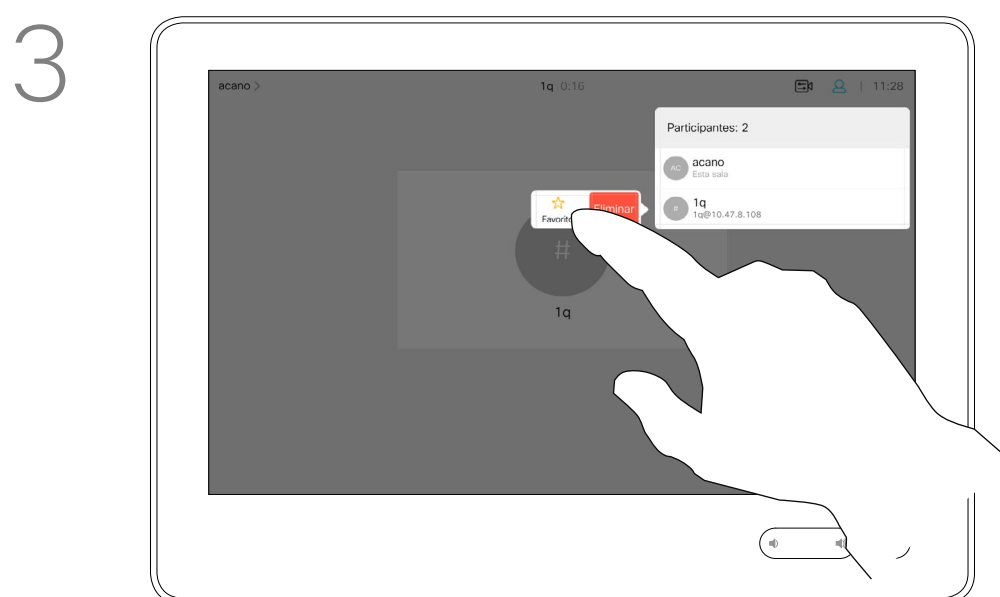 3
acano >
1q 0:16
11:28
Participantes: 2
AC
acano
Esta sala
Eliminar
#
1q
1q@10.47.8.108
#
1q